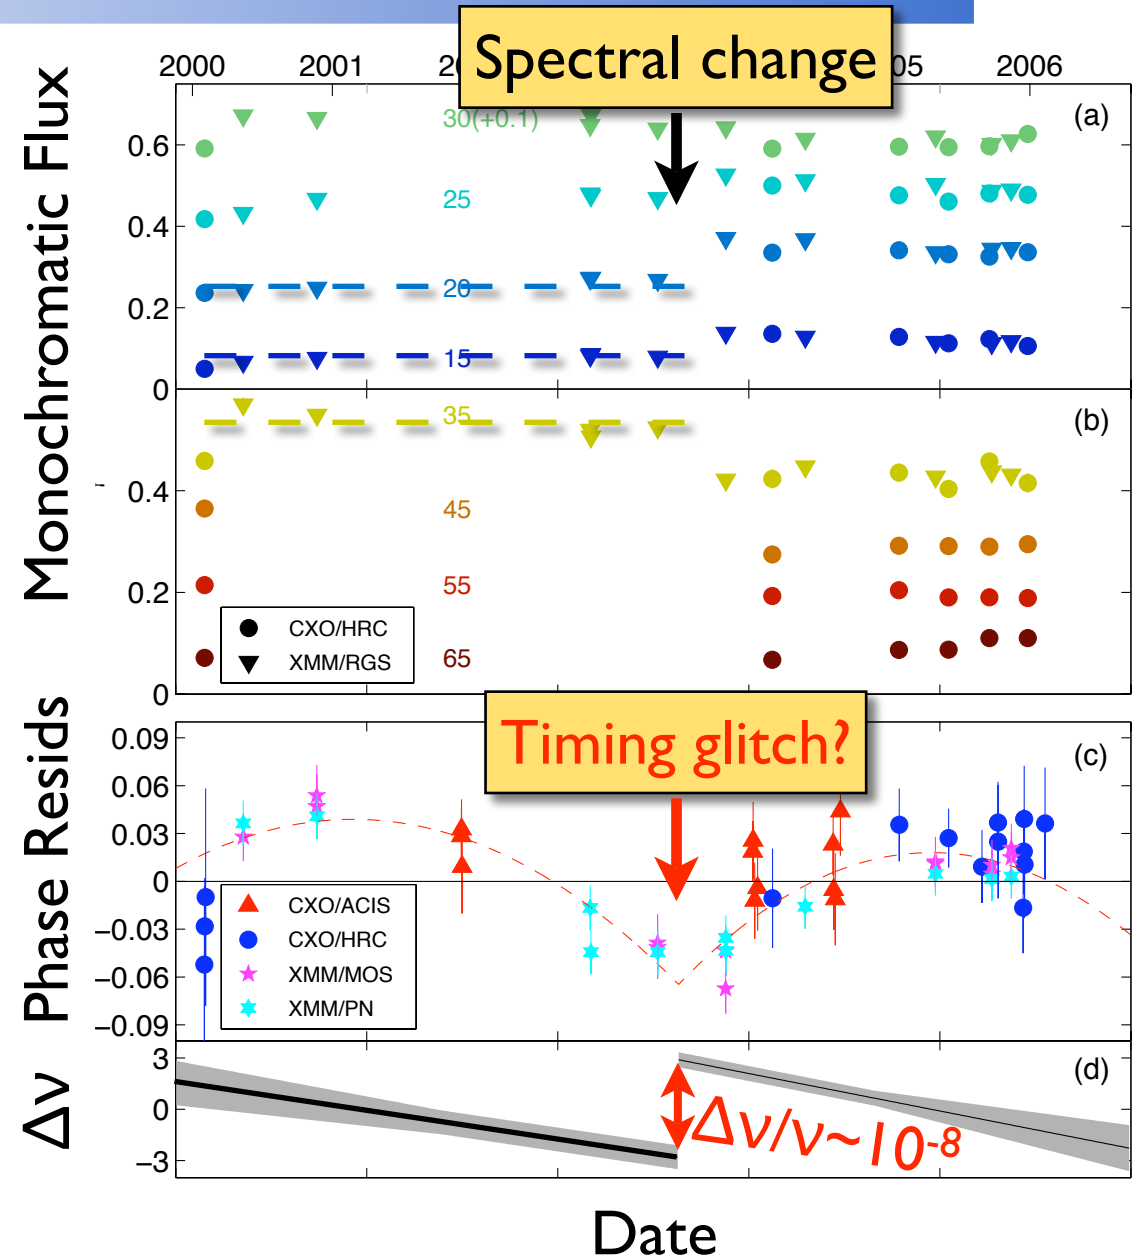 Spectral change
2000 2001 2 05 2006
Monochromatic Flux
(a)
0.6
0.4
0.2
0
30(+0.1)
25
20
15
(b)
0.4
0.2
0
35
45
55
65
CXO/HRC
XMM/RGS
Timing glitch?
Phase Resids
(c)
0.09
0.06
0.03
0
−0.03
−0.06
−0.09
CXO/ACIS
CXO/HRC
XMM/MOS
XMM/PN
Δν
(d)
3
0
−3
Δν/ν~10-8
Date